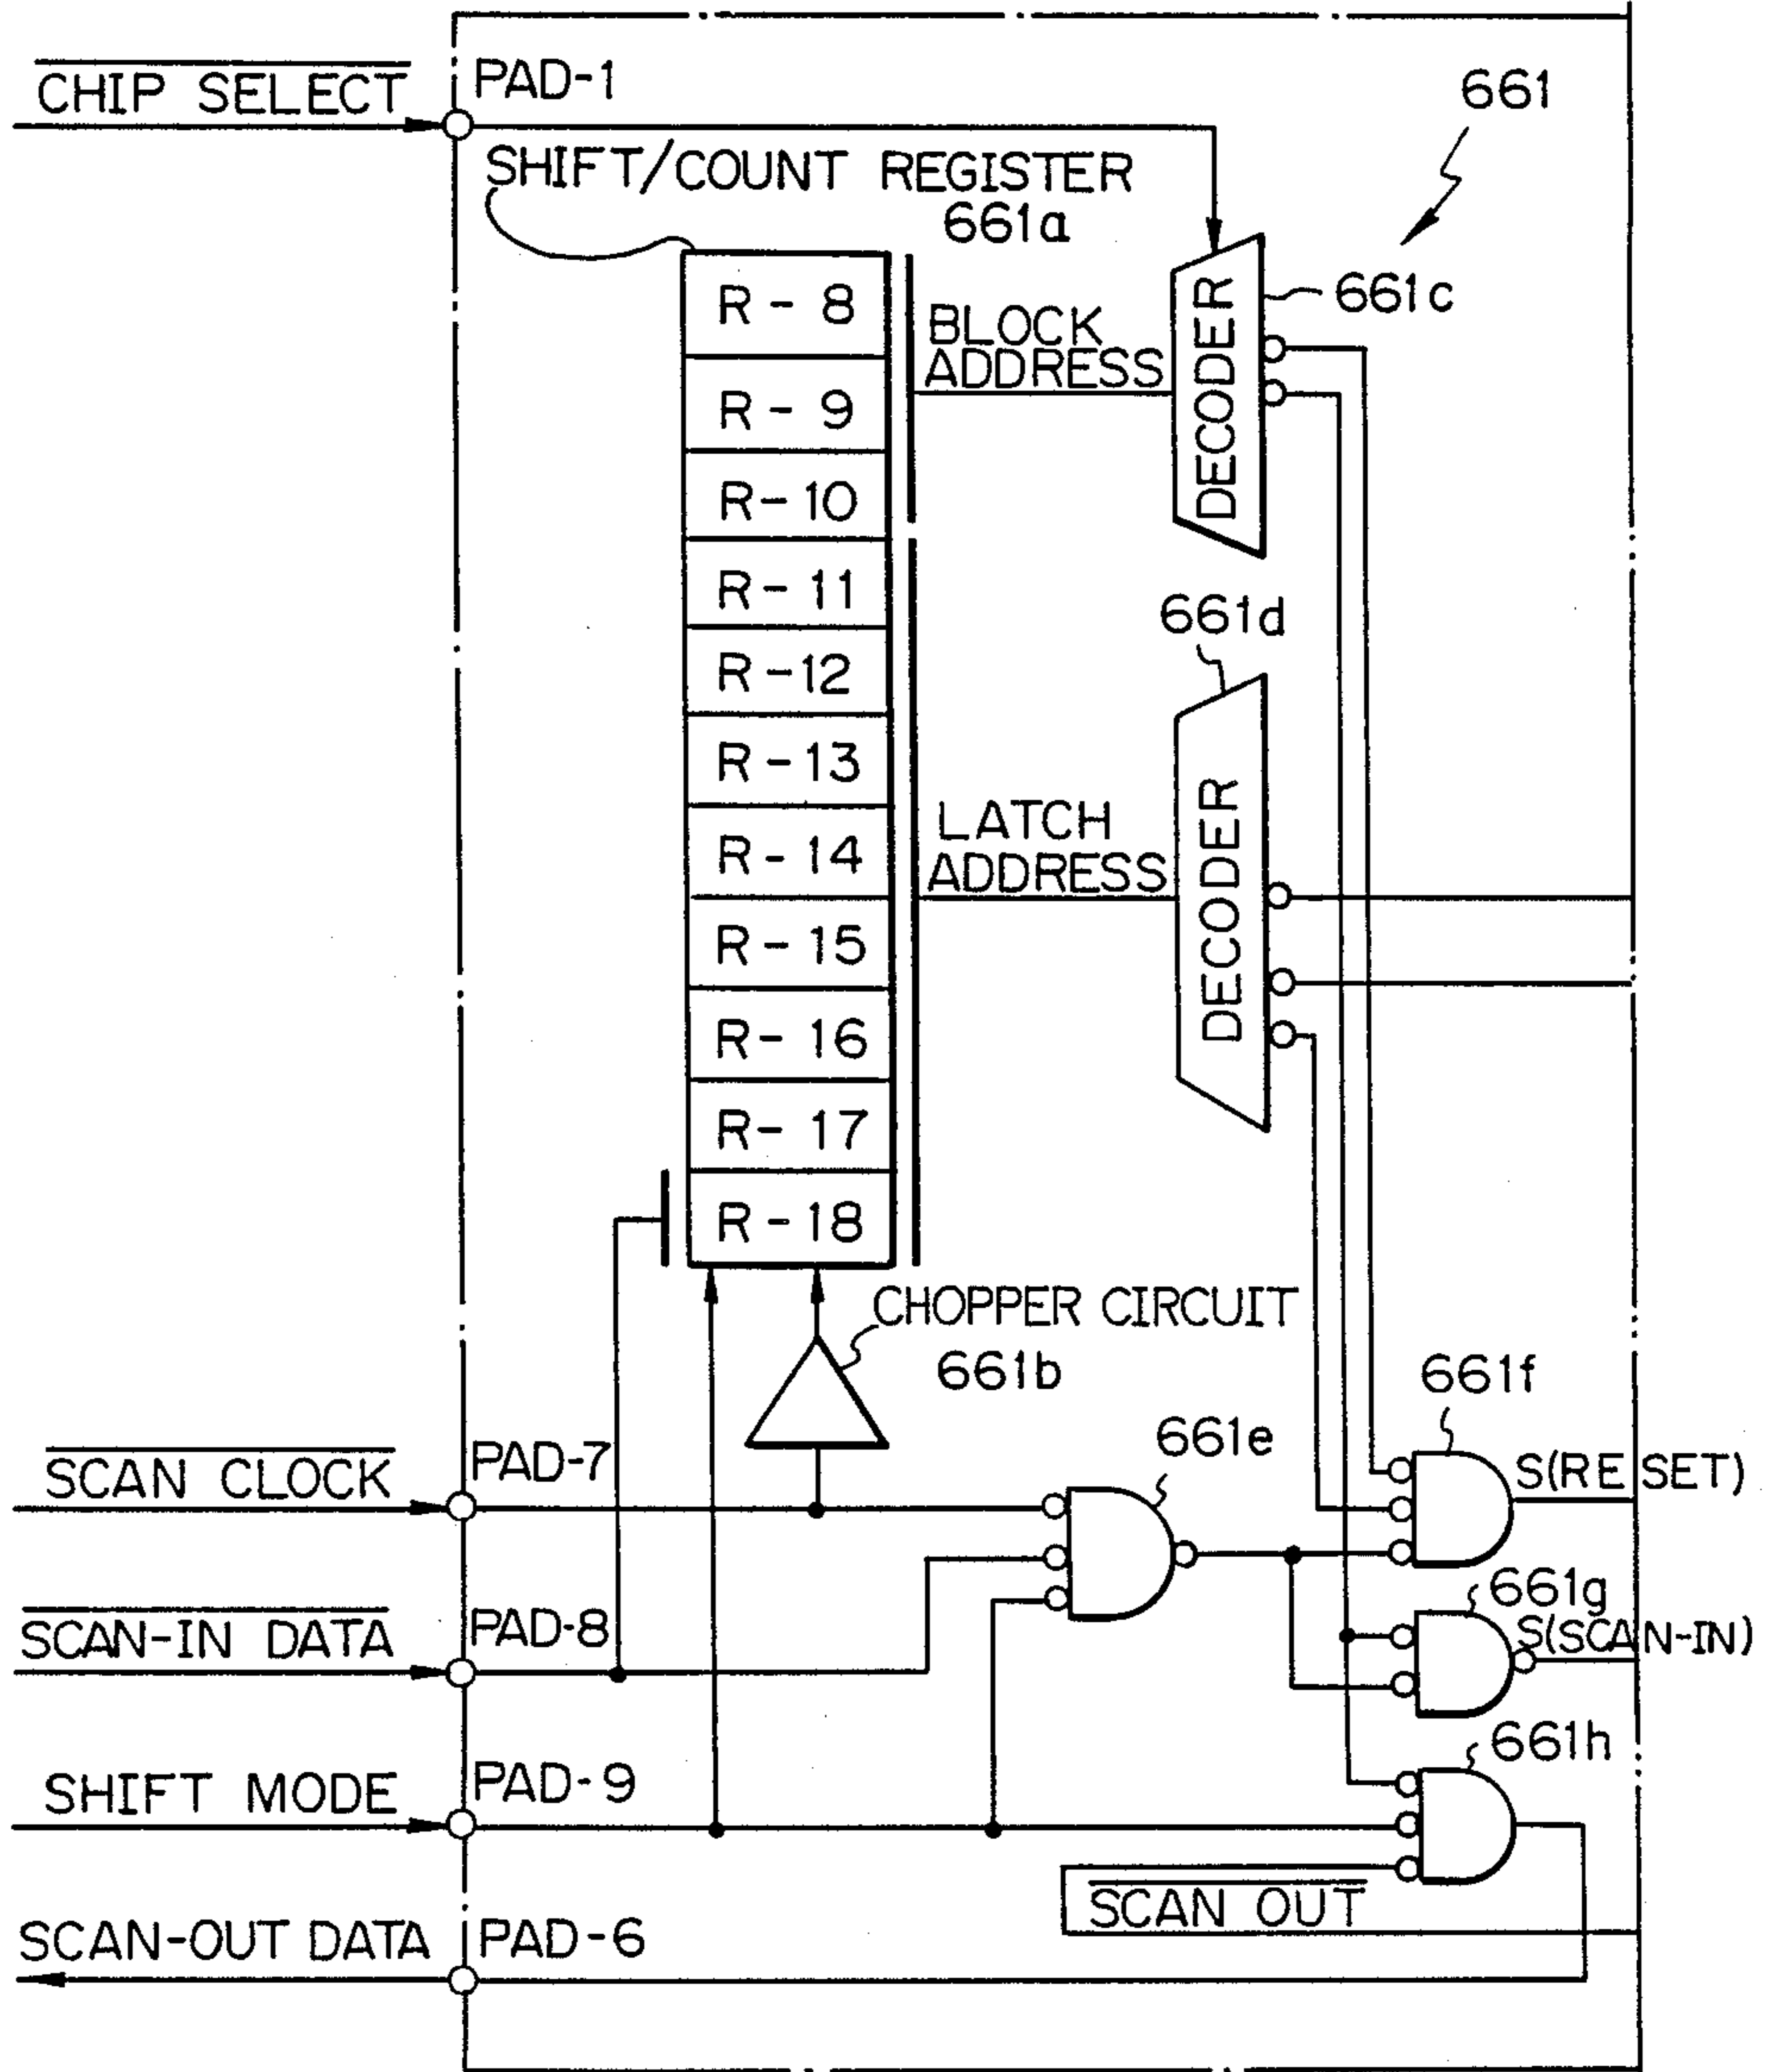 CHIP SELECT
PAD-1
661
SHIFT/COUNT REGISTER
661a
661c
R-8
R-9
R-10
R-11
R-12
R-13
R-14
R-15
R-16
R-17
R-18
BLOCK
ADDRESS
DECODER
661d
LATCH
ADDRESS
DECODER
CHOPPER CIRCUIT
661b
661f
661e
SCAN CLOCK
PAD-7
S(RESET)
661g
SCAN-IN DATA
PAD-8
S(SCAN-IN)
661h
SHIFT MODE
PAD-9
SCAN OUT
SCAN-OUT DATA
PAD-6